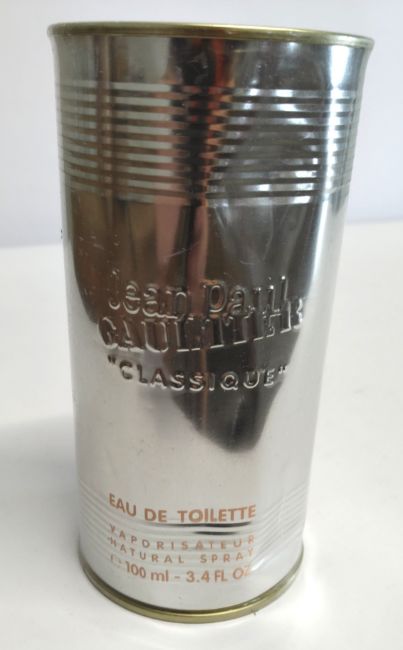 Jean Paul
GAULTIER
"CLASSIQUE"
EAU DE TOILETTE
VAPORISATEUR
NATURAL SPRAY
℮ 100 ml - 3.4 FL OZ